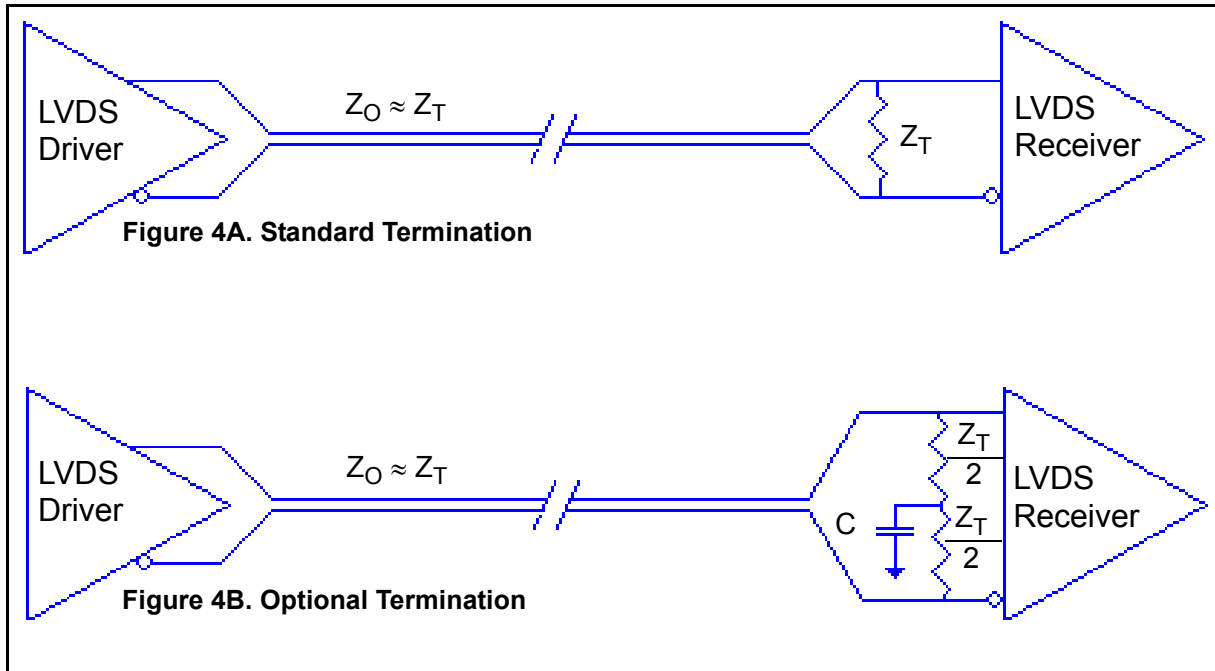 LVDS
Driver
Z_O ≈ Z_T
Z_T
LVDS
Receiver
Figure 4A. Standard Termination
LVDS
Driver
Z_O ≈ Z_T
C
Z_T
2
Z_T
2
LVDS
Receiver
Figure 4B. Optional Termination